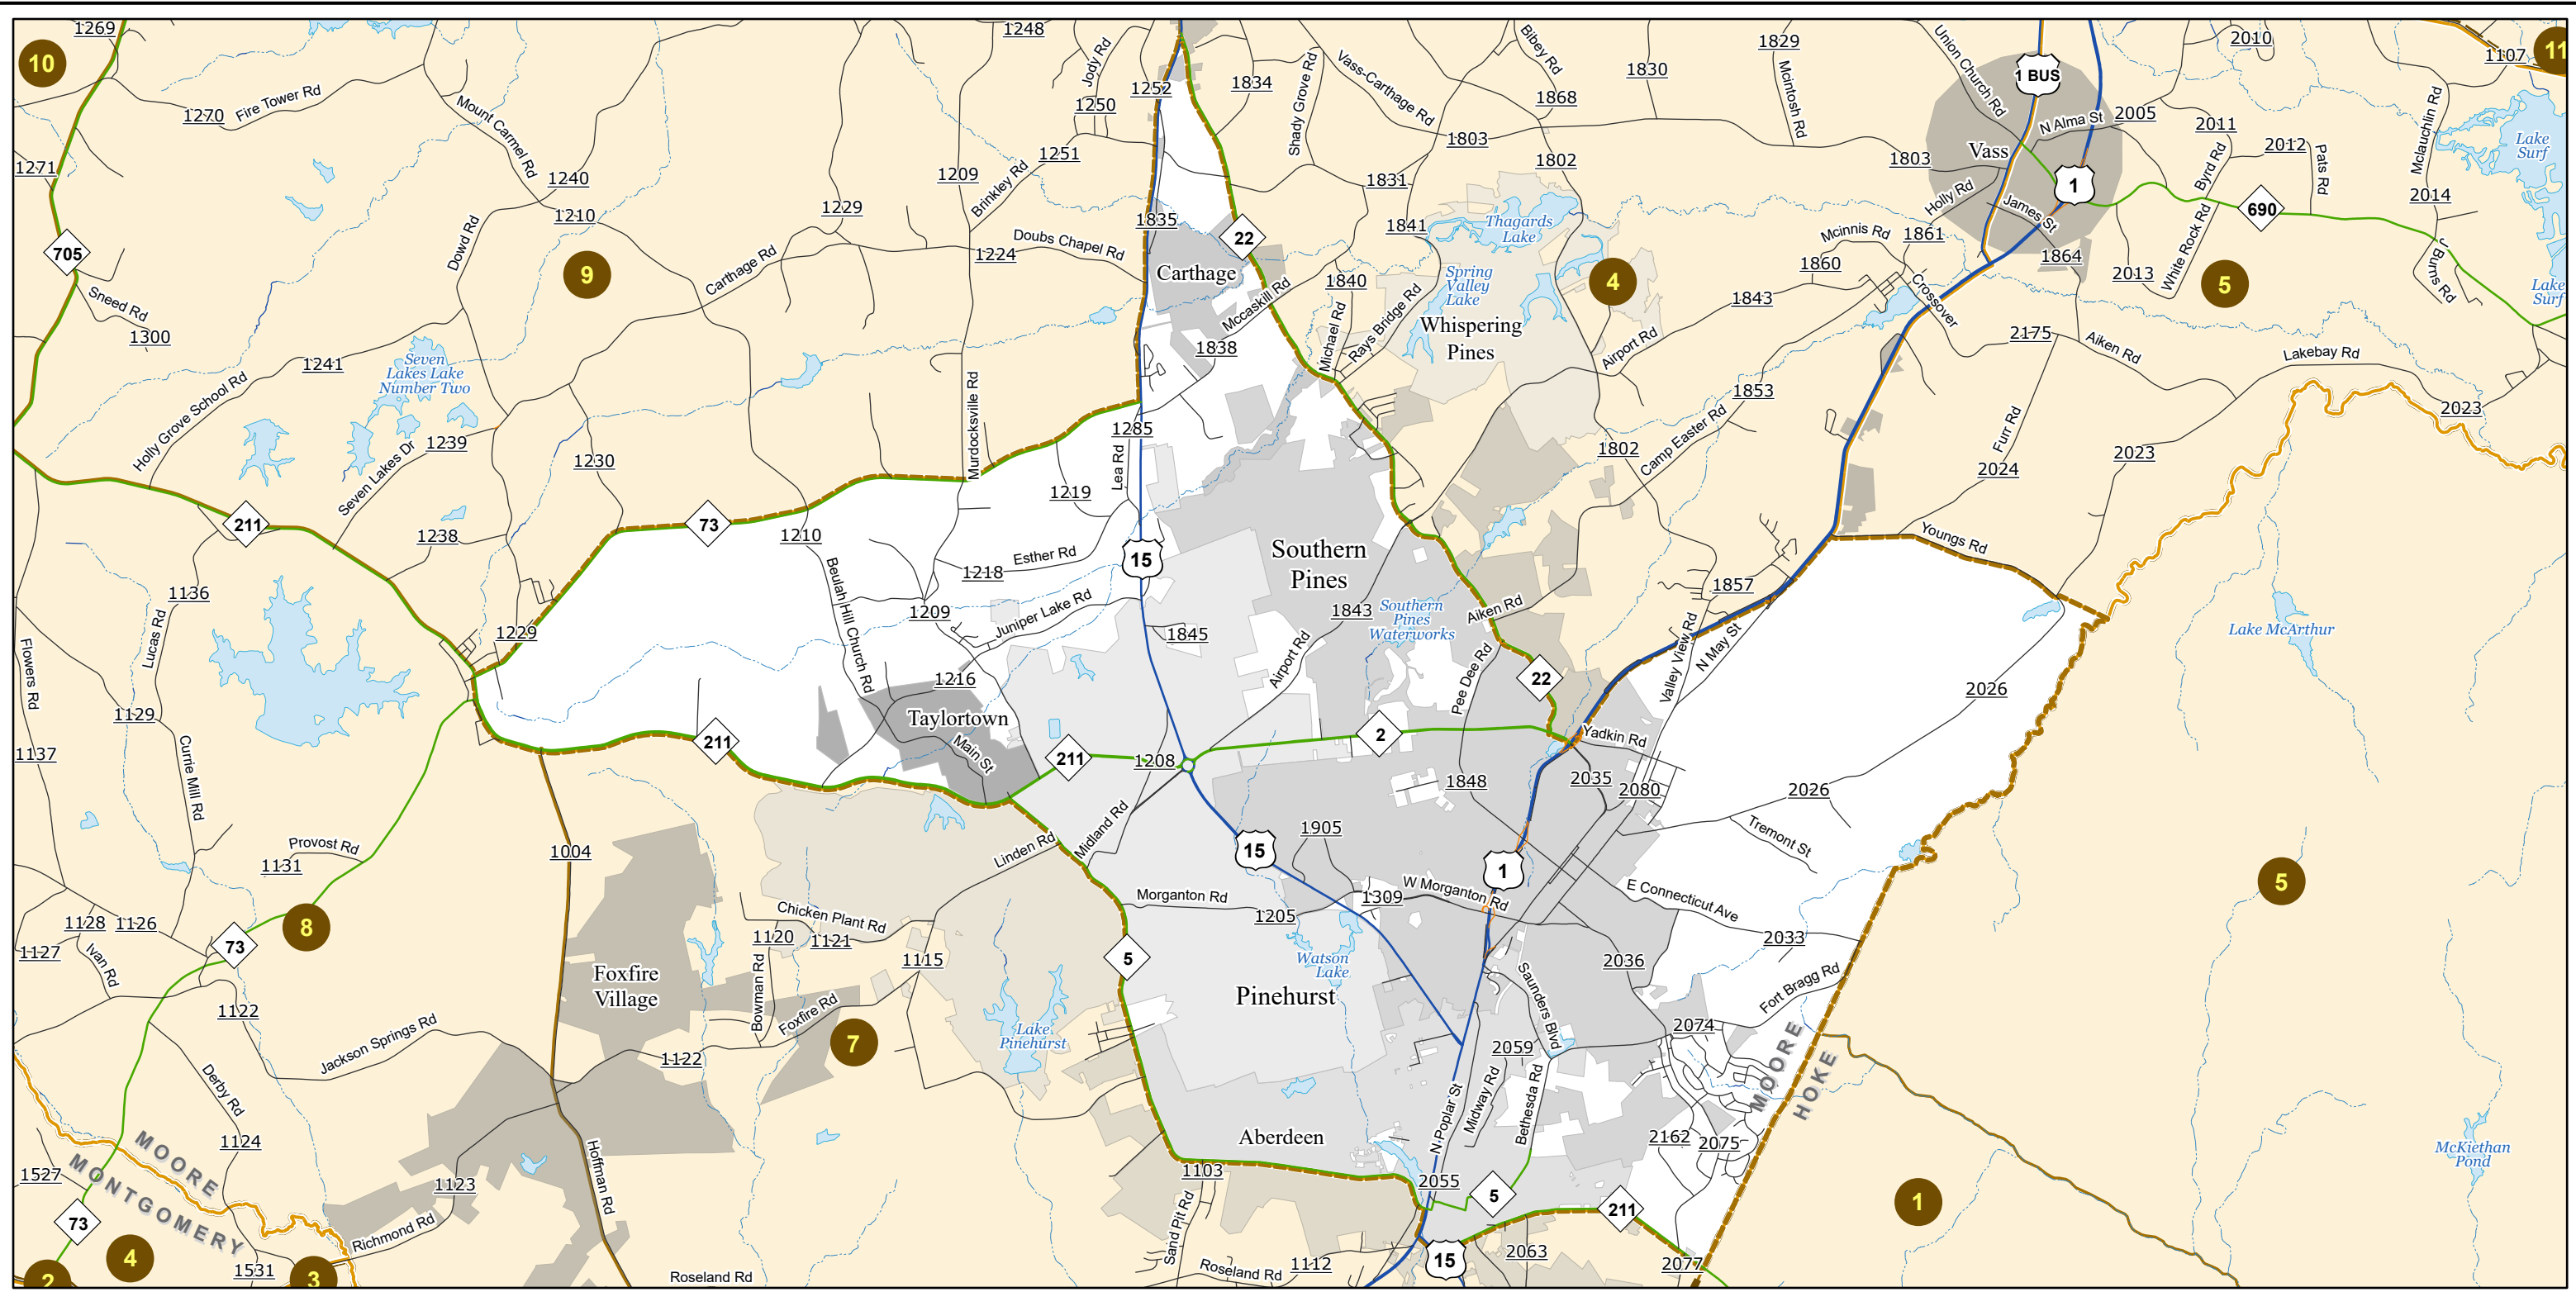 1269
10
1270
Fire Tower Rd
1271
Mount Carmel Rd
1240
1210
705
Sneed Rd
1300
Dowd Rd
9
1241
Seven
Lakes Lake
Number Two
Holly Grove School Rd
Seven Lakes Dr
1239
1238
211
1230
1248
Jody Rd
1250
1252
1251
Brinkley Rd
1209
1229
1224
Doubs Chapel Rd
Carthage Rd
1835
Carthage
22
Mccaskill Rd
1838
1834
Shady Grove Rd
Vass-Carthage Rd
Bibey Rd
1868
1803
1802
1831
1841
1840
Michael Rd
Rays Bridge Rd
Thagards
Lake
Spring
Valley
Lake
Whispering
Pines
4
1830
1829
Mcintosh Rd
Union Church Rd
1 BUS
2010
1107
11
N Alma St
2005
Vass
1803
1
Holly Rd
James St
2011
2012
Byrd Rd
Pats Rd
Mclauchlin Rd
Lake
Surf
2014
690
White Rock Rd
J Bunn Rd
Lake
Surf
Mcinnis Rd
1861
1860
1864
2013
5
1843
Crossover
2175
Aiken Rd
Lakebay Rd
Airport Rd
1853
Camp Easter Rd
1802
Furr Rd
2024
2023
2023
Murdocksville Rd
1285
Lea Rd
1219
73
1210
Esther Rd
1218
15
Southern
Pines
1843
Southern
Pines
Waterworks
Aiken Rd
Youngs Rd
1857
Valley View Rd
N May St
Lake McArthur
1136
Lucas Rd
Flowers Rd
1229
Beulah Hill Church Rd
1209
Juniper Lake Rd
1845
Airport Rd
Pee Dee Rd
22
2026
1216
Taylortown
Main St
211
211
1208
2
Yadkin Rd
1129
1137
Currie Mill Rd
1848
2035
2080
2026
Tremont St
Provost Rd
1131
1004
Linden Rd
Midland Rd
15
1905
1
1309
W Morganton Rd
E Connecticut Ave
5
Morganton Rd
1205
1128
1126
8
1127
Ivan Rd
73
Chicken Plant Rd
1120
1121
1115
5
Watson
Lake
2033
2036
Fort Bragg Rd
Foxfire
Village
Bowman Rd
Foxfire Rd
Pinehurst
Saunders Blvd
1122
Jackson Springs Rd
1122
7
Lake
Pinehurst
2074
2059
MOORE
HOKE
Derby Rd
1124
N Poplar St
Midway Rd
Bethesda Rd
Aberdeen
2162
2075
McKiethan
Pond
MOORE
MONTGOMERY
1527
1123
Hoffman Rd
1103
2055
5
211
1
73
Richmond Rd
Sand Pit Rd
4
1531
2
3
Roseland Rd
Roseland Rd
1112
15
2063
2077